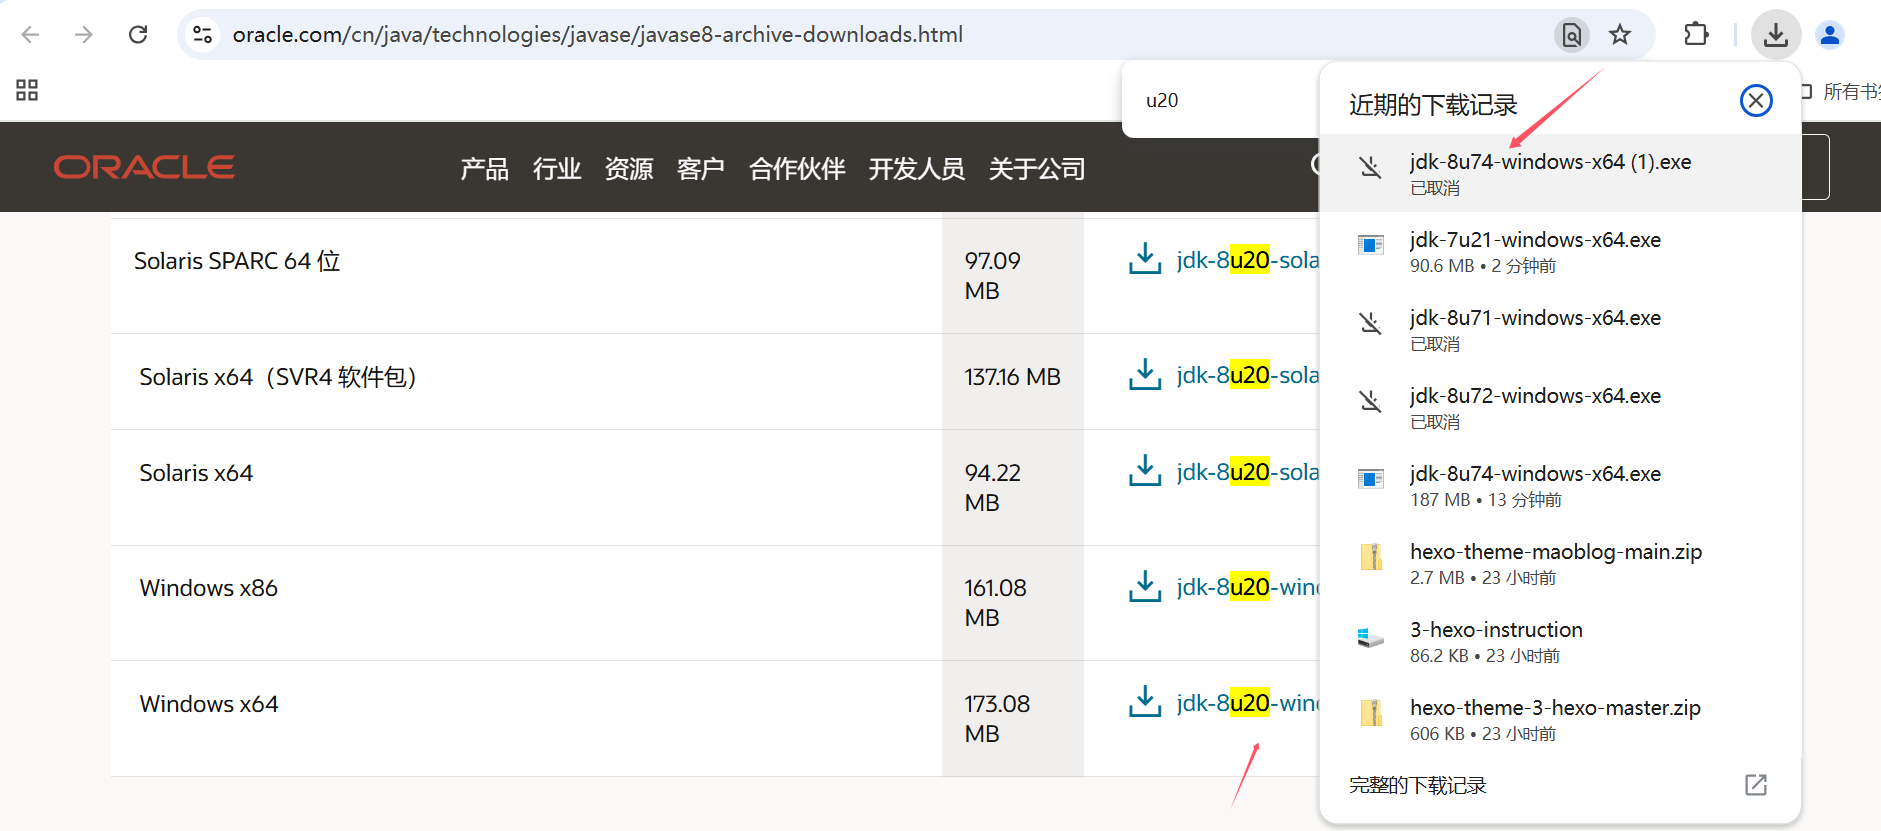 oracle.com/cn/java/technologies/javase/javase8-archive-downloads.html
u20
所有书签
ORACLE
产品 行业 资源 客户 合作伙伴 开发人员 关于公司
Solaris SPARC 64 位
97.09
MB
jdk-8u20-sola
Solaris x64（SVR4 软件包）
137.16 MB
jdk-8u20-sola
Solaris x64
94.22
MB
jdk-8u20-sola
Windows x86
161.08
MB
jdk-8u20-wind
Windows x64
173.08
MB
jdk-8u20-wind
近期的下载记录
jdk-8u74-windows-x64 (1).exe
已取消
jdk-7u21-windows-x64.exe
90.6 MB • 2 分钟前
jdk-8u71-windows-x64.exe
已取消
jdk-8u72-windows-x64.exe
已取消
jdk-8u74-windows-x64.exe
187 MB • 13 分钟前
hexo-theme-maoblog-main.zip
2.7 MB • 23 小时前
3-hexo-instruction
86.2 KB • 23 小时前
hexo-theme-3-hexo-master.zip
606 KB • 23 小时前
完整的下载记录